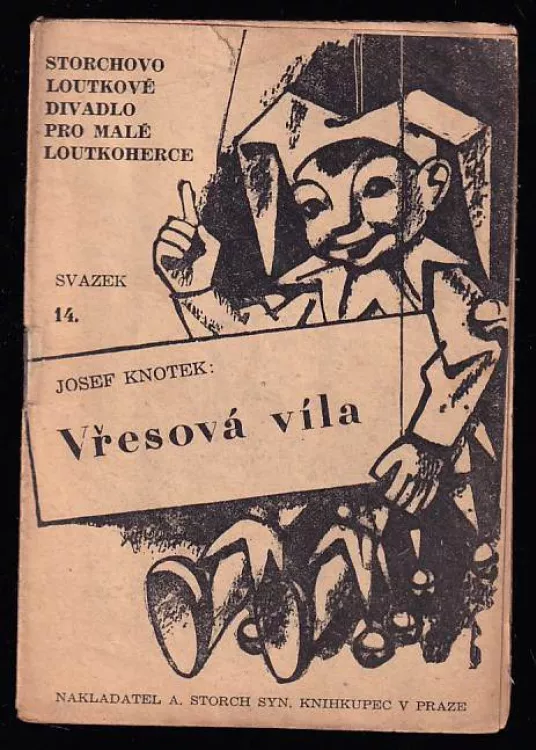 STORCHOVO
LOUTKOVÉ
DIVADLO
PRO MALÉ
LOUTKOHERCE
SVAZEK
14.
JOSEF KNOTEK:
Vřesová víla
NAKLADATEL A. STORCH SYN, KNIHKUPEC V PRAZE